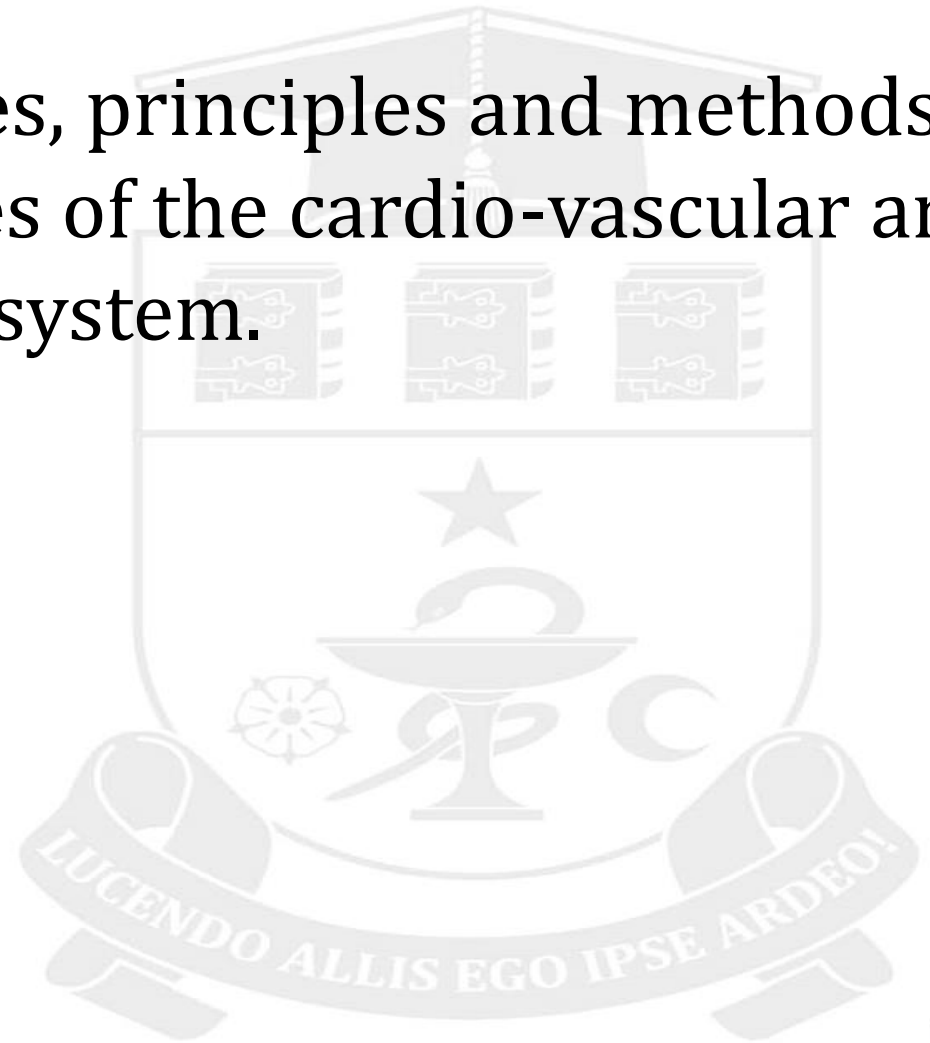 es, principles and methods
es of the cardio-vascular ar
system.
LUCENDO ALLIS EGO IPSE ARDEO!